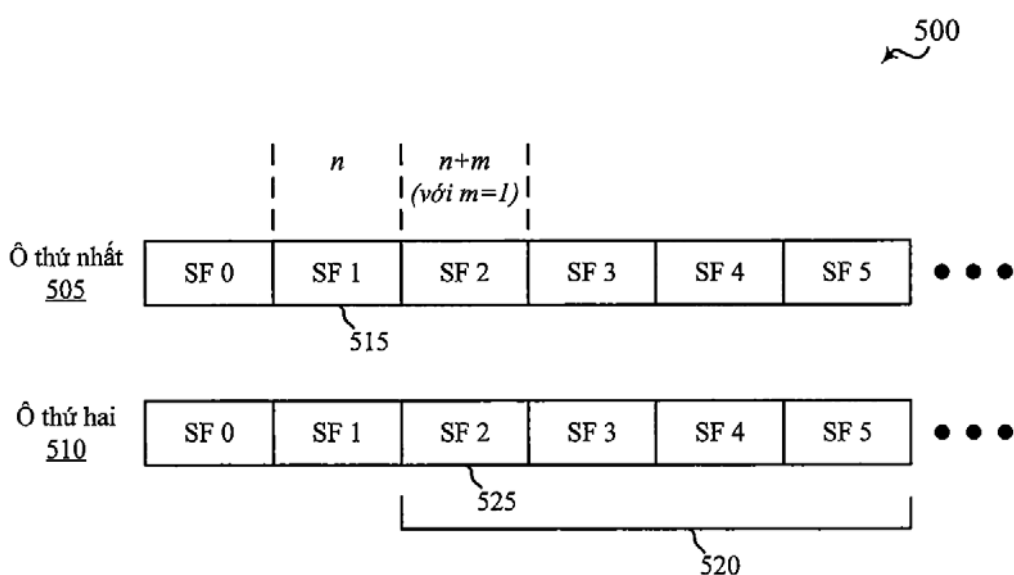 500
n
n+m
(với m=1)
Ô thứ nhất
505
SF 0
SF 1
SF 2
SF 3
SF 4
SF 5
515
Ô thứ hai
510
SF 0
SF 1
SF 2
SF 3
SF 4
SF 5
525
520